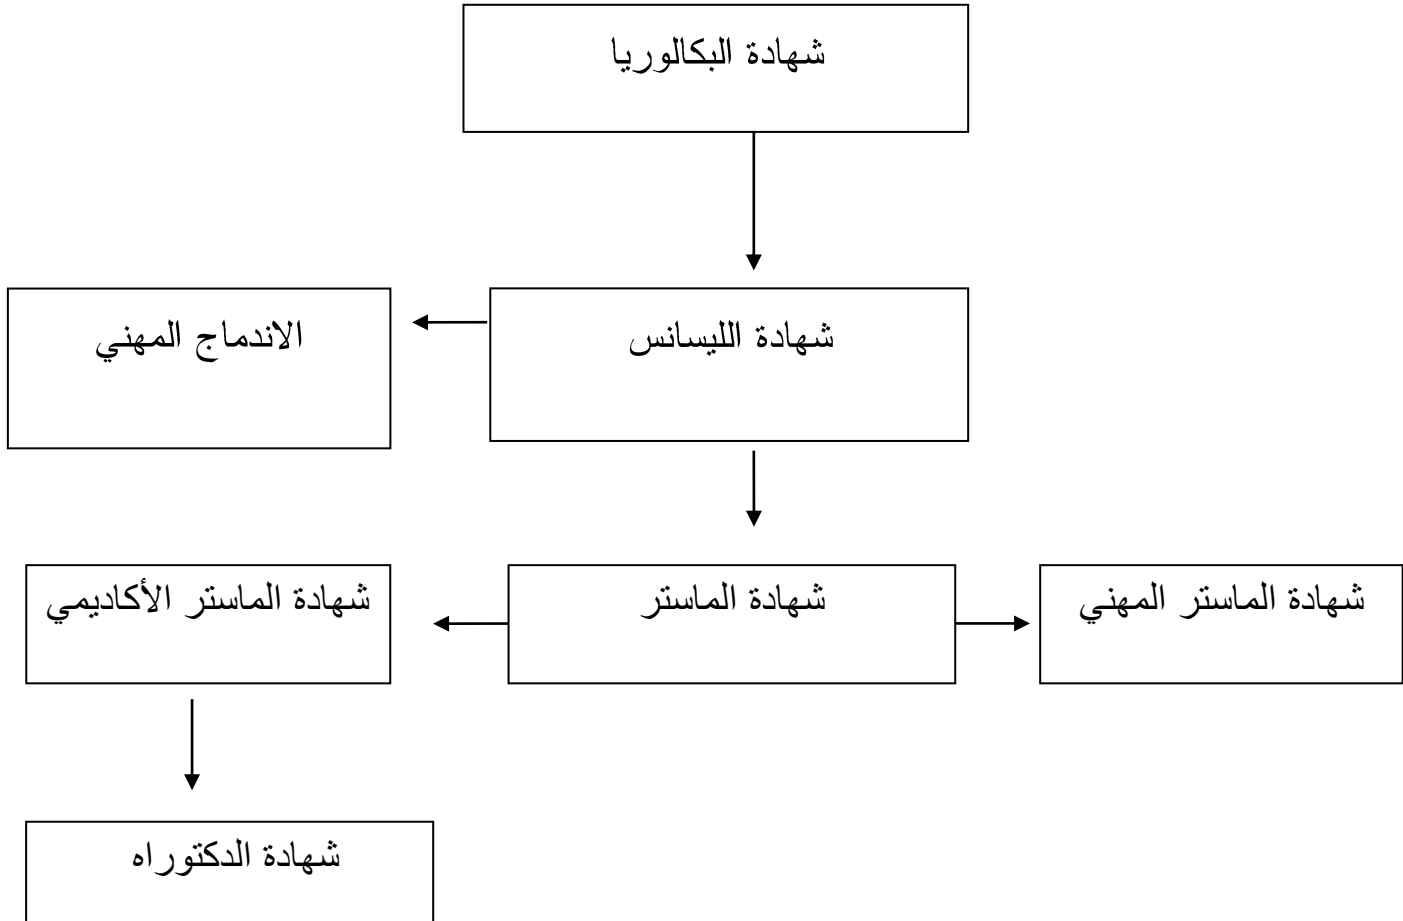 شهادة البكالوريا
شهادة الليسانس
الاندماج المهني
شهادة الماستر المهني
شهادة الماستر
شهادة الماستر الأكاديمي
شهادة الدكتوراه